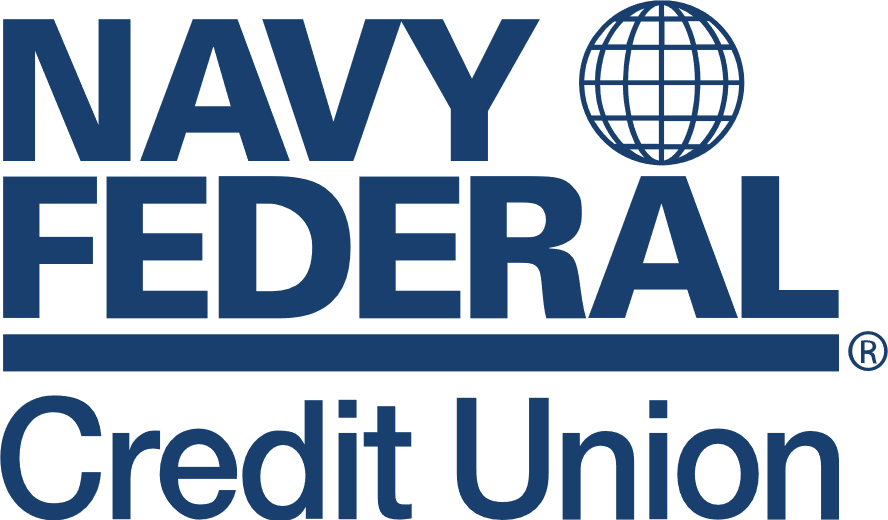 NAVY
FEDERAL
®
Credit Union